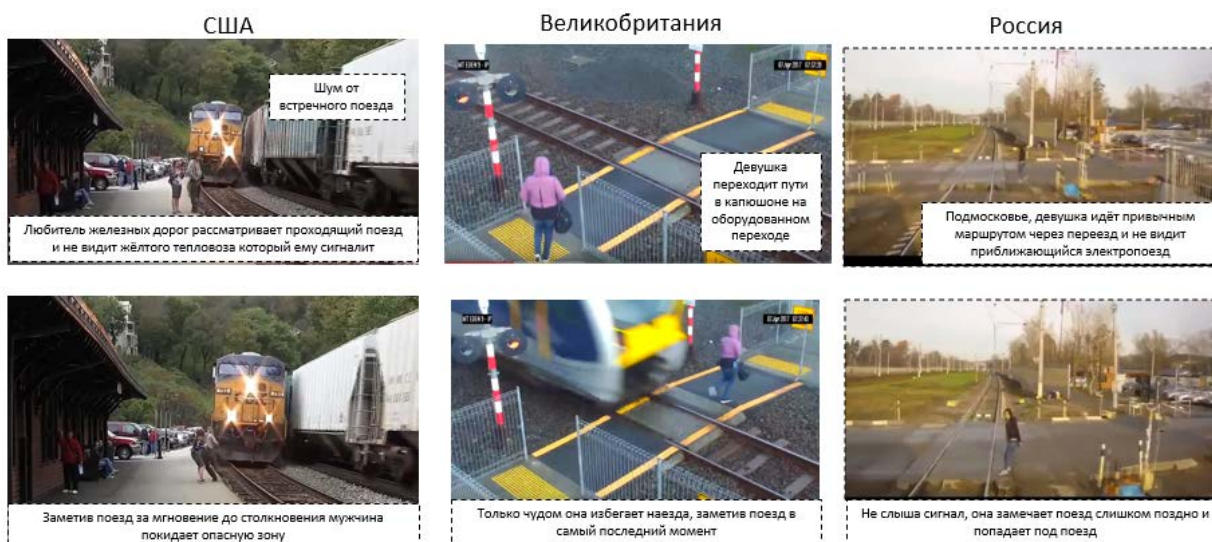 США
Великобритания
Россия
Шум от
встречного поезда
Любитель железных дорог рассматривает проходящий поезд
и не видит жёлтого тепловоза который ему сигналит
Девушка
переходит пути
в капюшоне на
оборудованном
переходе
Подмосковье, девушка идёт привычным
маршрутом через переезд и не видит
приближающийся электропоезд
Заметив поезд за мгновение до столкновения мужчина
покидает опасную зону
Только чудом она избегает наезда, заметив поезд в
самый последний момент
Не слыша сигнал, она замечает поезд слишком поздно и
попадает под поезд